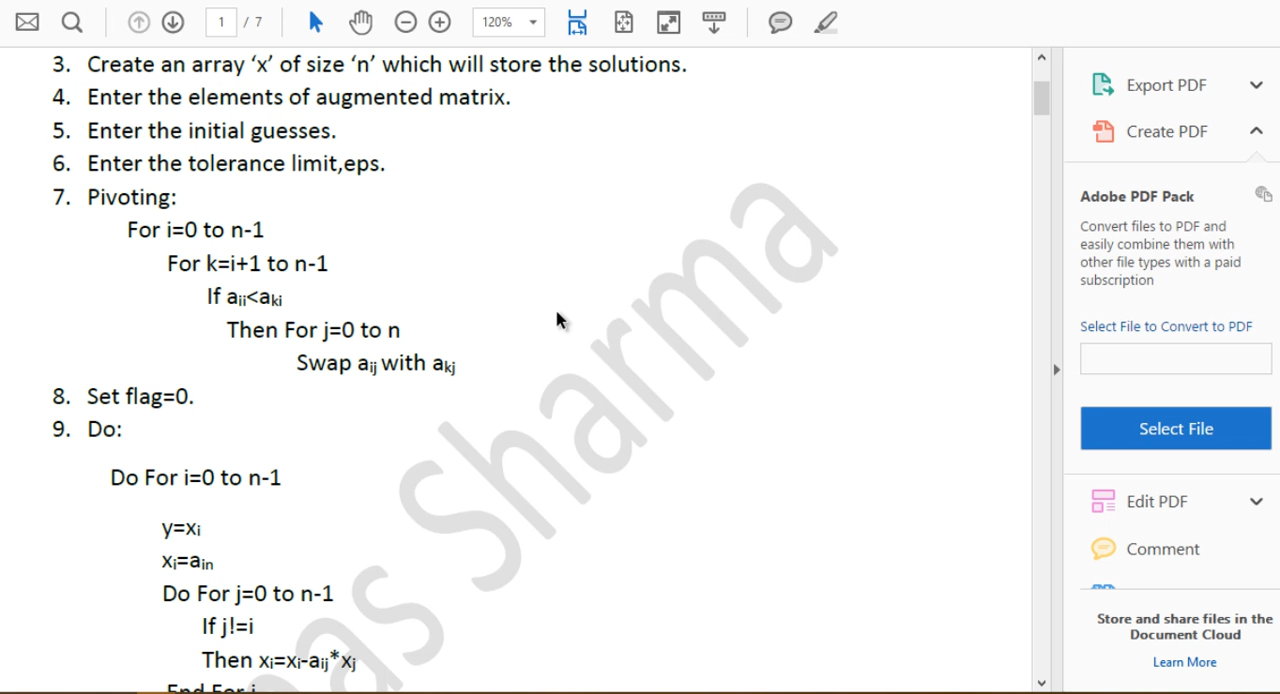 1 / 7
120%
3. Create an array ‘x’ of size ‘n’ which will store the solutions.
4. Enter the elements of augmented matrix.
5. Enter the initial guesses.
6. Enter the tolerance limit,eps.
7. Pivoting:
For i=0 to n-1
For k=i+1 to n-1
If aii<aki
Then For j=0 to n
Swap aij with akj
8. Set flag=0.
9. Do:
Do For i=0 to n-1
y=xi
xi=ain
Do For j=0 to n-1
If j!=i
Then xi=xi-aij*xj
End For j
as Sharma
Export PDF
Create PDF
Adobe PDF Pack
Convert files to PDF and
easily combine them with
other file types with a paid
subscription
Select File to Convert to PDF
Select File
Edit PDF
Comment
Store and share files in the
Document Cloud
Learn More